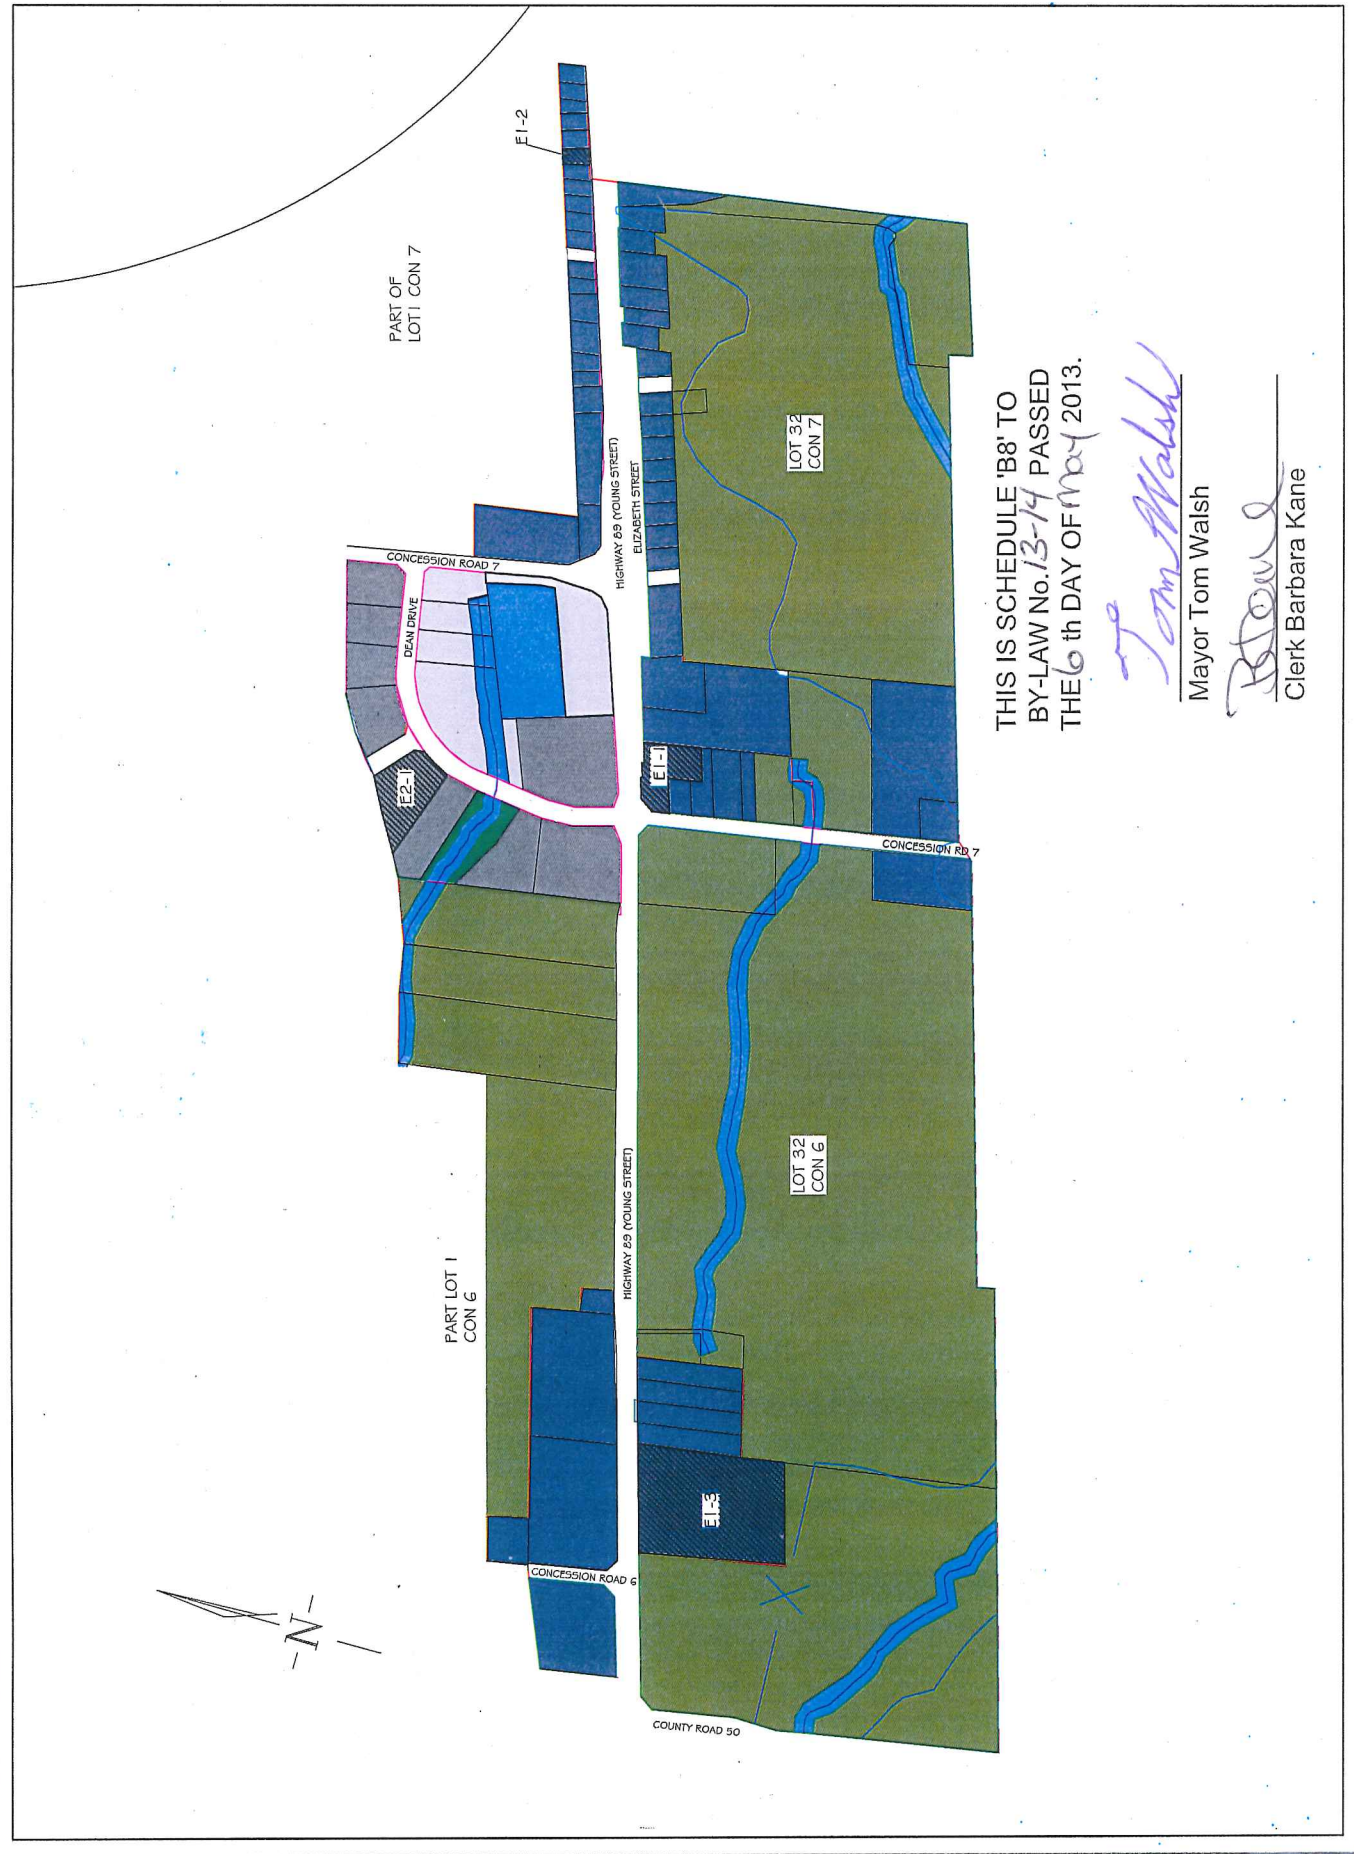 E1-2
PART OF
LOT 1 CON 7
CONCESSION ROAD 7
DEAN DRIVE
HIGHWAY 89 (YOUNG STREET)
ELIZABETH STREET
LOT 32
CON 7
E2-1
E1-1
CONCESSION RD 7
PART LOT 1
CON 6
HIGHWAY 89 (YOUNG STREET)
LOT 32
CON 6
E1-3
CONCESSION ROAD 6
COUNTY ROAD 50
-N-
THIS IS SCHEDULE 'B8' TO
BY-LAW No. 13-14 PASSED
THE 6 th DAY OF May 2013.
Tom Walsh
Mayor Tom Walsh
Clerk Barbara Kane